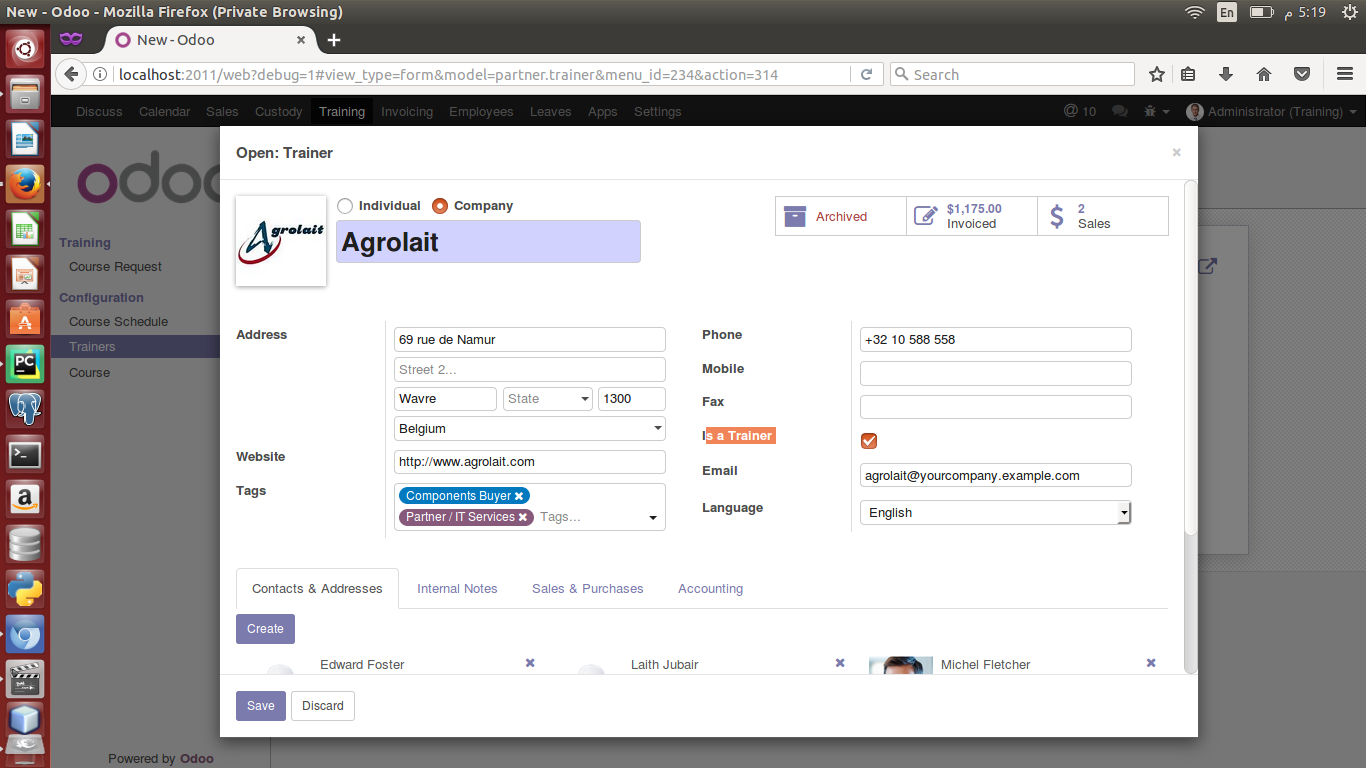 New - Odoo - Mozilla Firefox (Private Browsing)
En
5:19 م
New - Odoo
localhost:2011/web?debug=1#view_type=form&model=partner.trainer&menu_id=234&action=314
Search
Discuss Calendar Sales Custody Training Invoicing Employees Leaves Apps Settings
@ 10
Administrator (Training)
odoo
Training
Course Request
Configuration
Course Schedule
Trainers
Course
Powered by Odoo
Open: Trainer
×
Agrolait
Individual Company
Agrolait
Archived
$1,175.00
Invoiced
2
Sales
Address
69 rue de Namur
Street 2...
Wavre State 1300
Belgium
Website http://www.agrolait.com
Tags
Components Buyer
Partner / IT Services Tags...
Phone +32 10 588 558
Mobile
Fax
Is a Trainer
Email agrolait@yourcompany.example.com
Language English
Contacts & Addresses Internal Notes Sales & Purchases Accounting
Create
Edward Foster Laith Jubair Michel Fletcher
Save Discard
PC